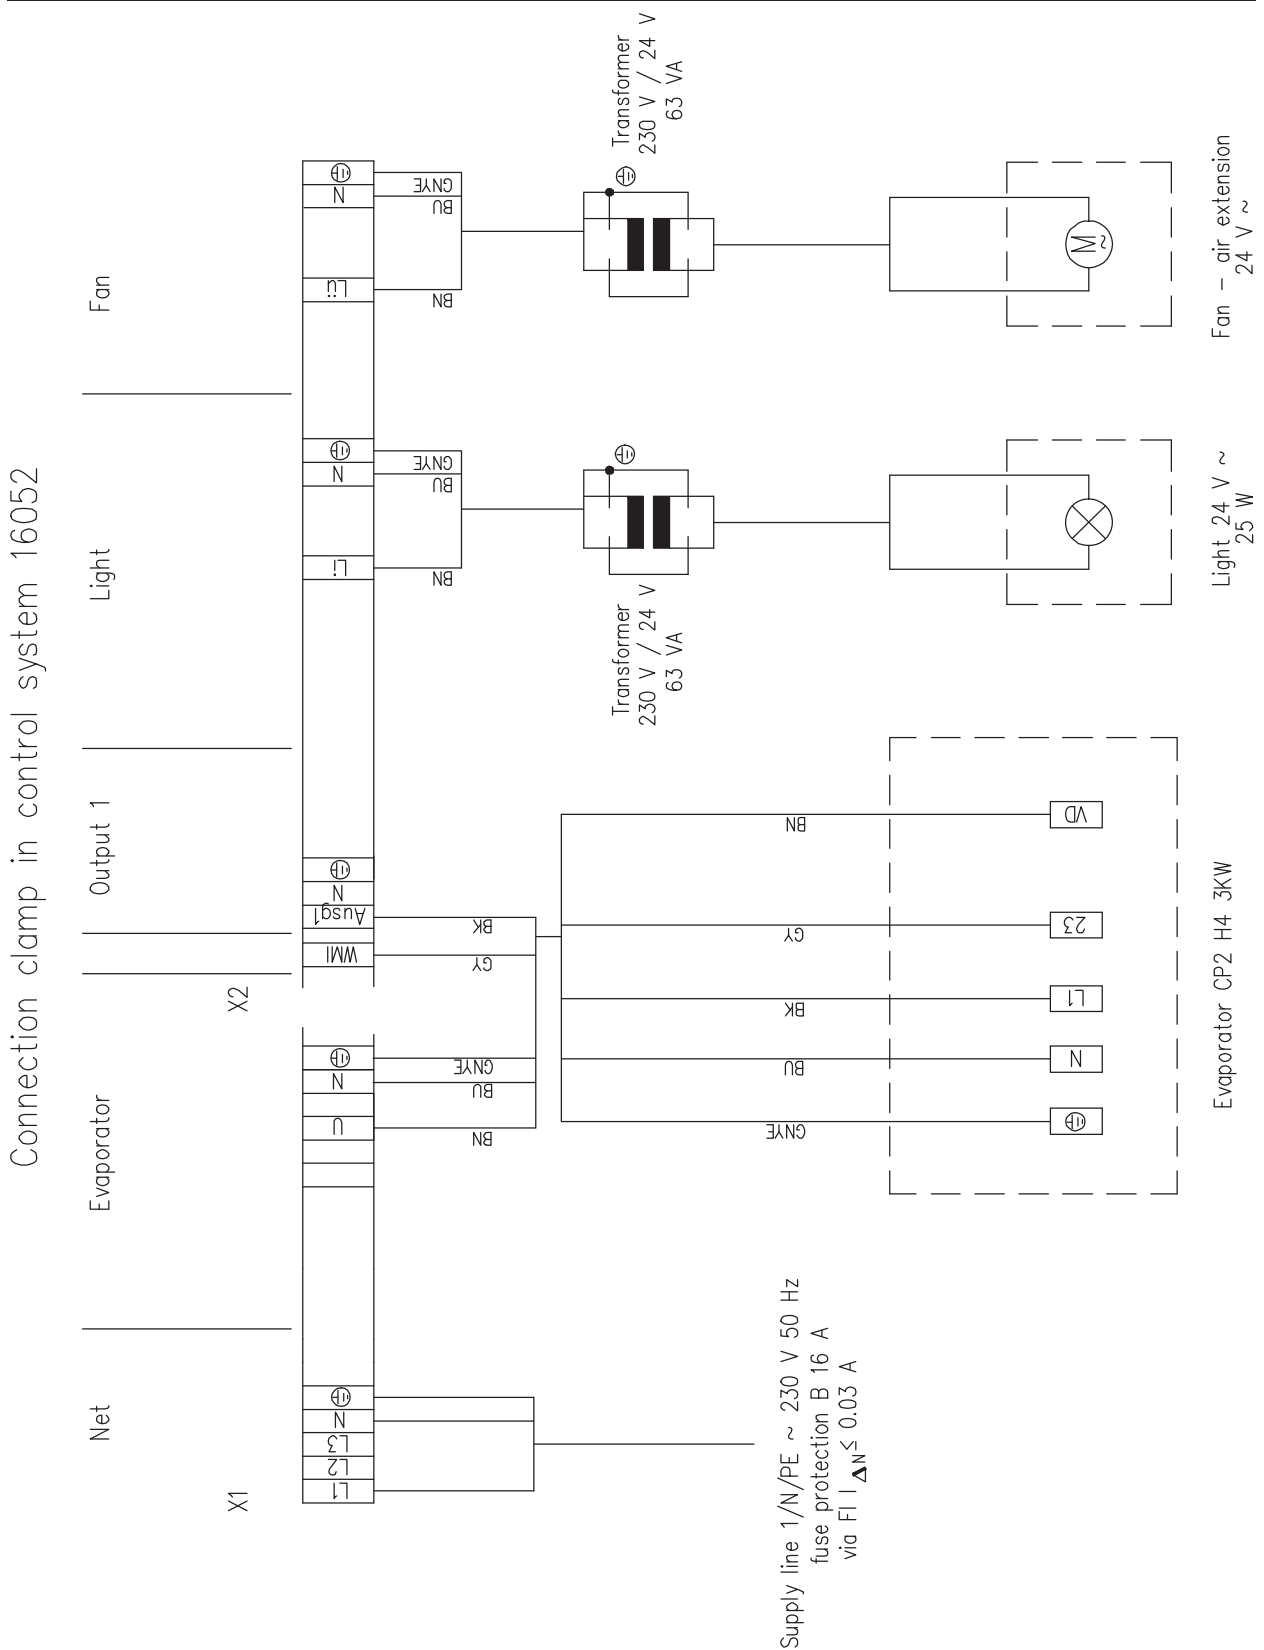 Connection clamp in control system 16052
Net
Evaporator
Output 1
Light
Fan
X1
X2
L1
L2
L3
N
U
N
WMI
Ausg1
N
Li
N
Lü
N
BN
BU
GNYE
GY
BK
BN
BU
GNYE
BN
BU
GNYE
Transformer
230 V / 24 V
63 VA
Transformer
230 V / 24 V
63 VA
Supply line 1/N/PE ~ 230 V 50 Hz
fuse protection B 16 A
via FI I ΔN ≤ 0.03 A
GNYE
BU
BK
GY
BN
N
L1
23
VD
M
~
Evaporator CP2 H4 3KW
Light 24 V ~
25 W
Fan – air extension
24 V ~